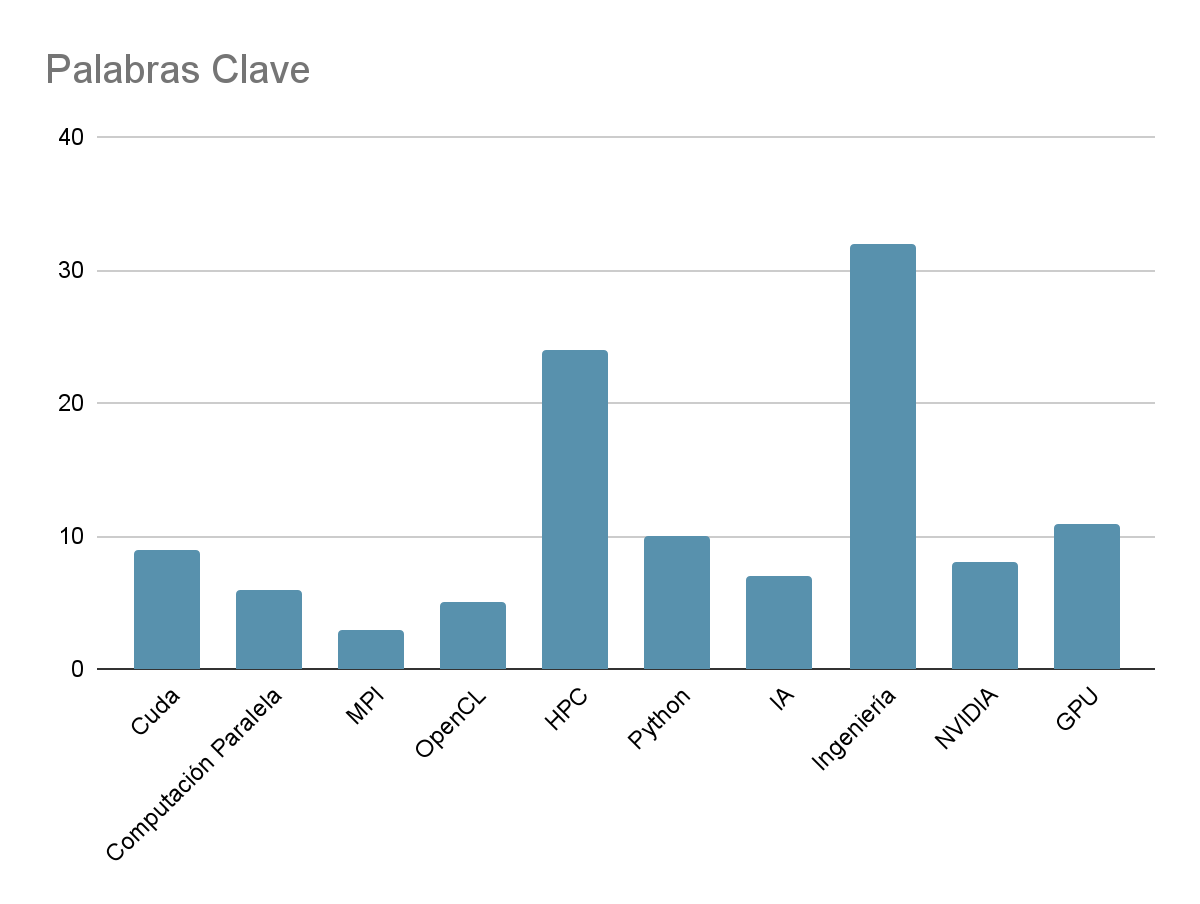 Palabras Clave
40
30
20
10
0
Cuda
Computación Paralela
MPI
OpenCL
HPC
Python
IA
Ingeniería
NVIDIA
GPU